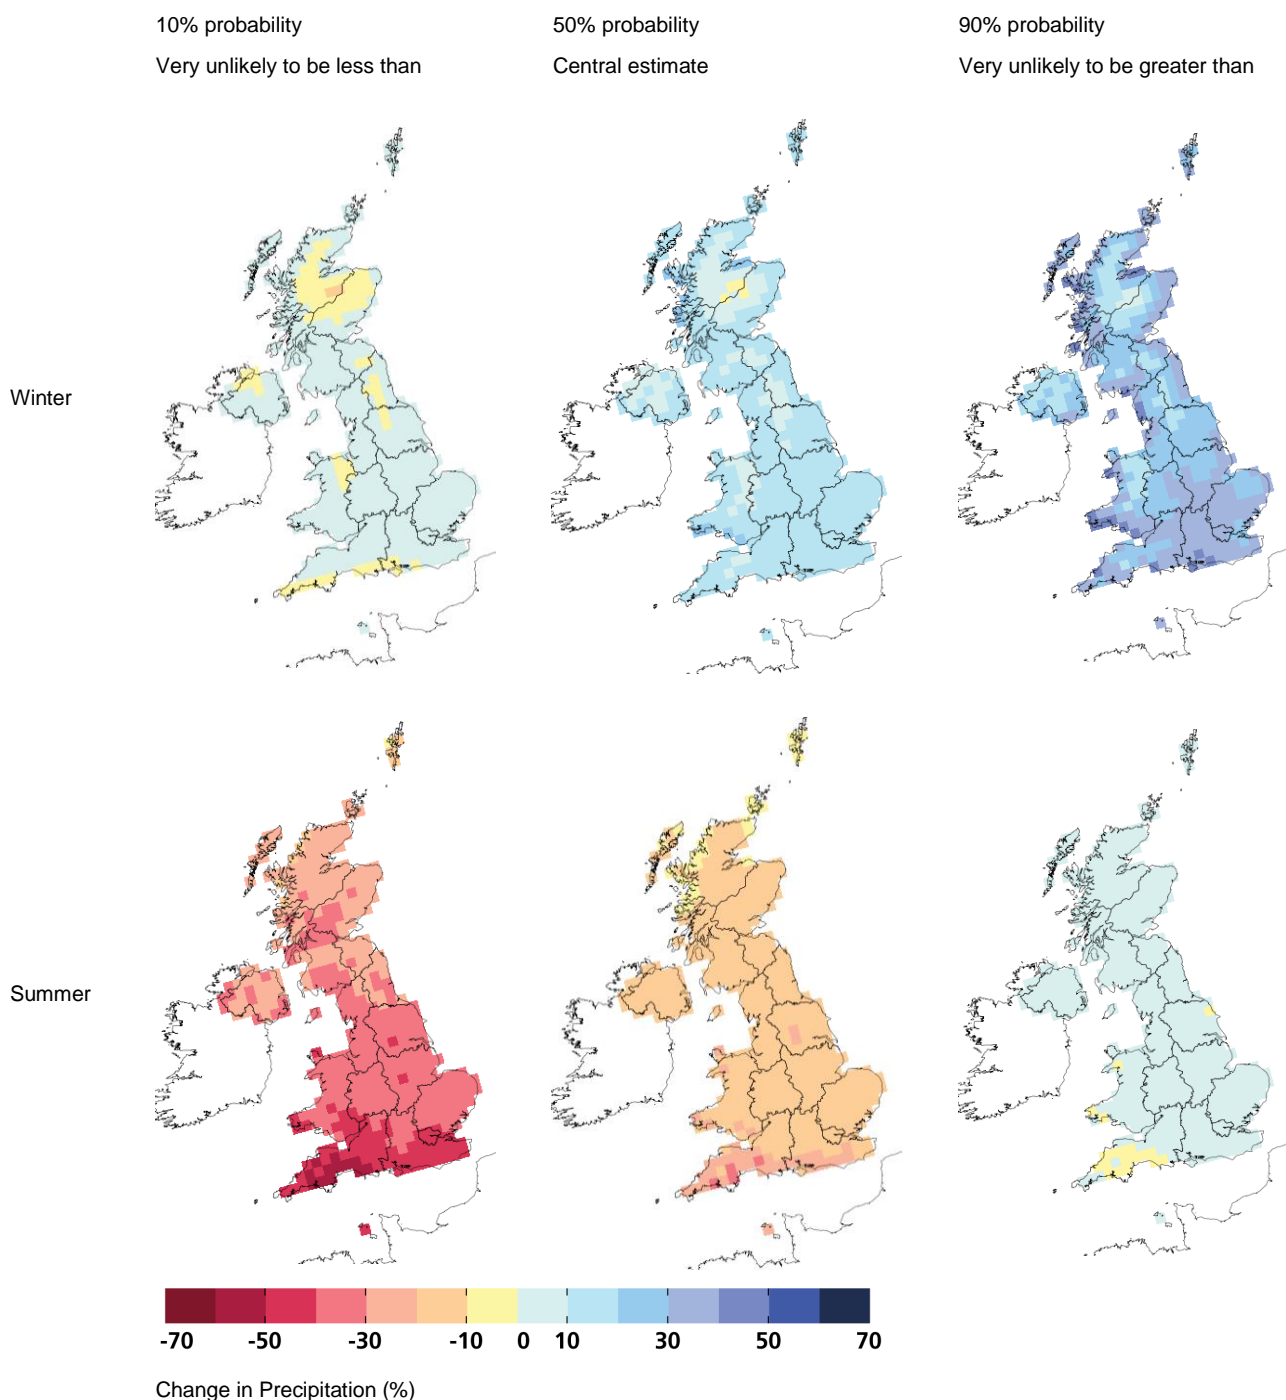 10% probability
50% probability
90% probability
Very unlikely to be less than
Central estimate
Very unlikely to be greater than
Winter
Summer
-70 -50 -30 -10 0 10 30 50 70
Change in Precipitation (%)